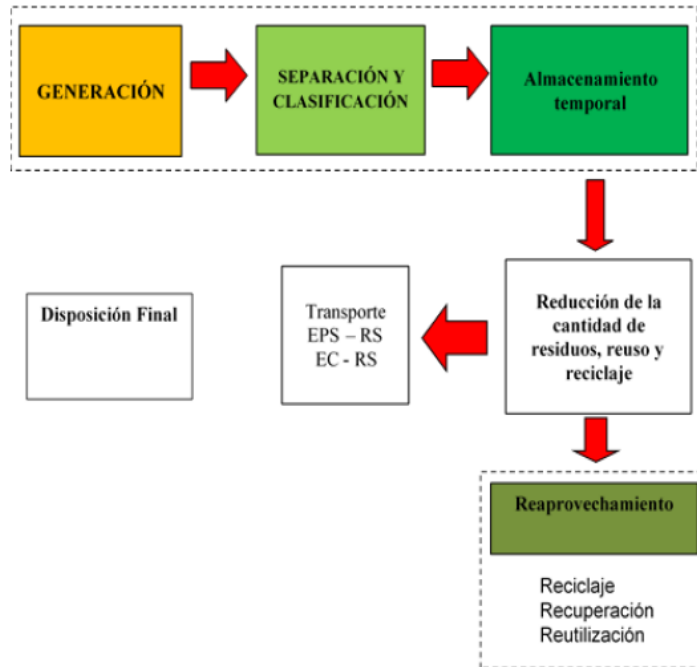 GENERACIÓN
SEPARACIÓN Y
CLASIFICACIÓN
Almacenamiento
temporal
Disposición Final
Transporte
EPS – RS
EC - RS
Reducción de la
cantidad de
residuos, reuso y
reciclaje
Reaprovechamiento
Reciclaje
Recuperación
Reutilización